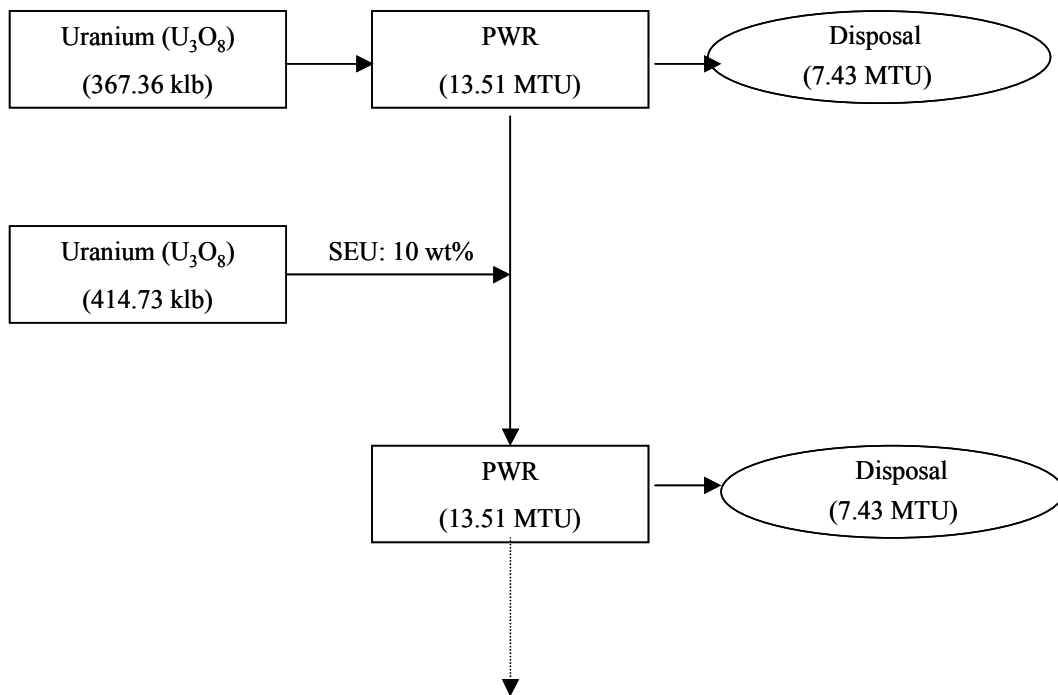 Uranium (U₃O₈)
(367.36 klb)
PWR
(13.51 MTU)
Disposal
(7.43 MTU)
Uranium (U₃O₈)
(414.73 klb)
SEU: 10 wt%
PWR
(13.51 MTU)
Disposal
(7.43 MTU)